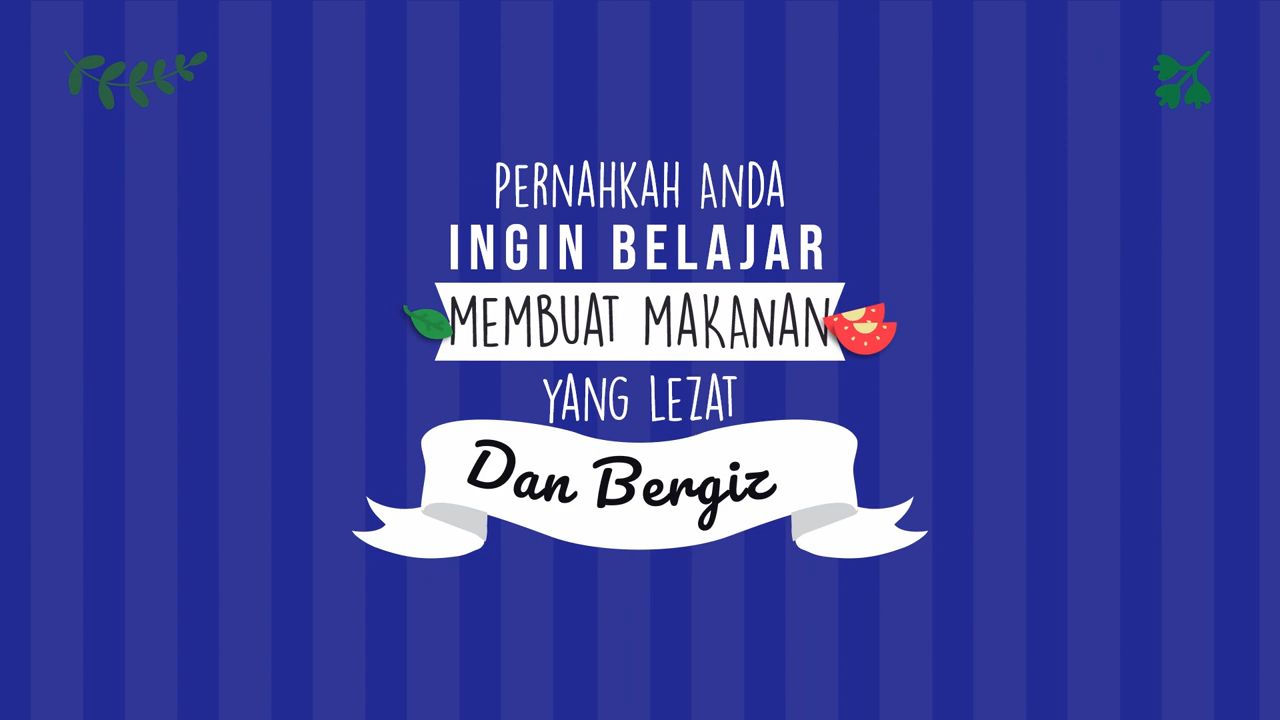 PERNAHKAH ANDA
INGIN BELAJAR
MEMBUAT MAKANAN
YANG LEZAT
Dan Bergiz